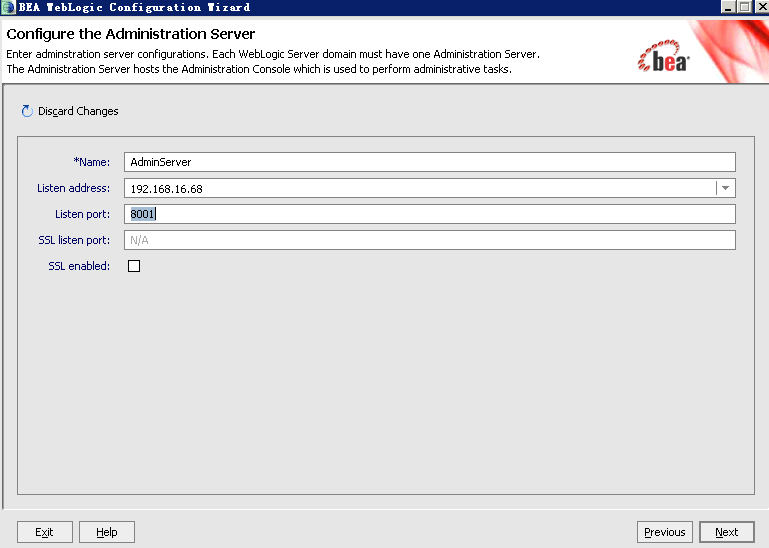 BEA WebLogic Configuration Wizard
Configure the Administration Server
Enter adminstration server configurations. Each WebLogic Server domain must have one Administration Server.
The Administration Server hosts the Administration Console which is used to perform administrative tasks.
bea
Discard Changes
*Name: AdminServer
Listen address: 192.168.16.68
Listen port: 8001
SSL listen port: N/A
SSL enabled:
Exit Help Previous Next